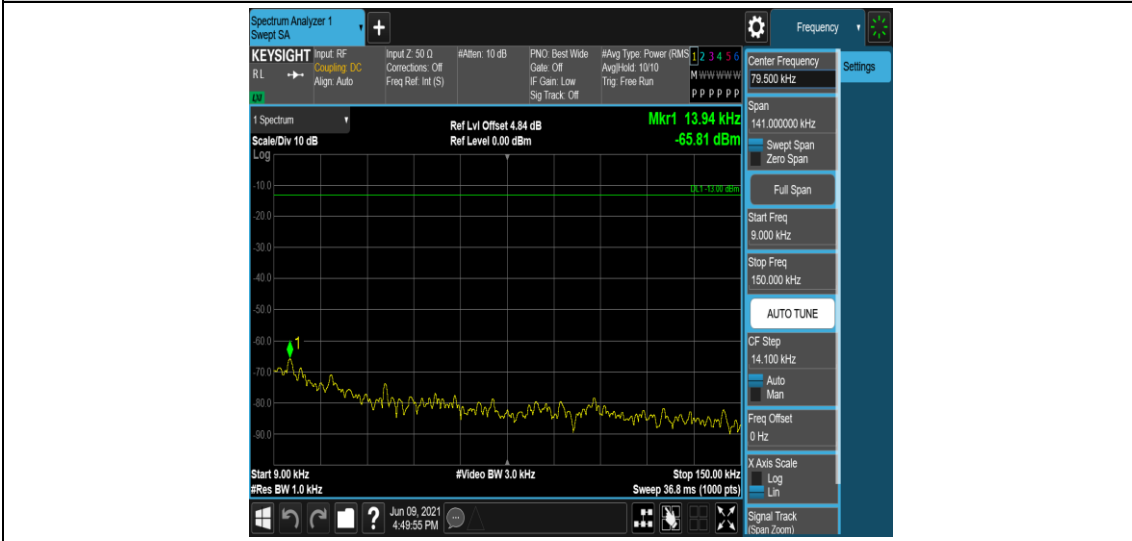 Spectrum Analyzer 1
Swept SA
+
Frequency
KEYSIGHT
RL
Input: RF
Coupling: DC
Align: Auto
Input Z: 50 Ω
Corrections: Off
Freq Ref: Int (S)
#Atten: 10 dB
PNO: Best Wide
Gate: Off
IF Gain: Low
Sig Track: Off
#Avg Type: Power (RMS
Avg|Hold: 10/10
Trig: Free Run
1 2 3 4 5 6
M W W W W W
P P P P P P
1 Spectrum
Scale/Div 10 dB
Log
Ref Lvl Offset 4.84 dB
Ref Level 0.00 dBm
Mkr1 13.94 kHz
-65.81 dBm
DL1 -13.00 dBm
-10.0
-20.0
-30.0
-40.0
-50.0
-60.0
-70.0
-80.0
-90.0
1
Start 9.00 kHz
#Res BW 1.0 kHz
#Video BW 3.0 kHz
Stop 150.00 kHz
Sweep 36.8 ms (1000 pts)
Center Frequency
79.500 kHz
Settings
Span
141.000000 kHz
Swept Span
Zero Span
Full Span
Start Freq
9.000 kHz
Stop Freq
150.000 kHz
AUTO TUNE
CF Step
14.100 kHz
Auto
Man
Freq Offset
0 Hz
X Axis Scale
Log
Lin
Signal Track
(Span Zoom)
?
Jun 09, 2021
4:49:55 PM